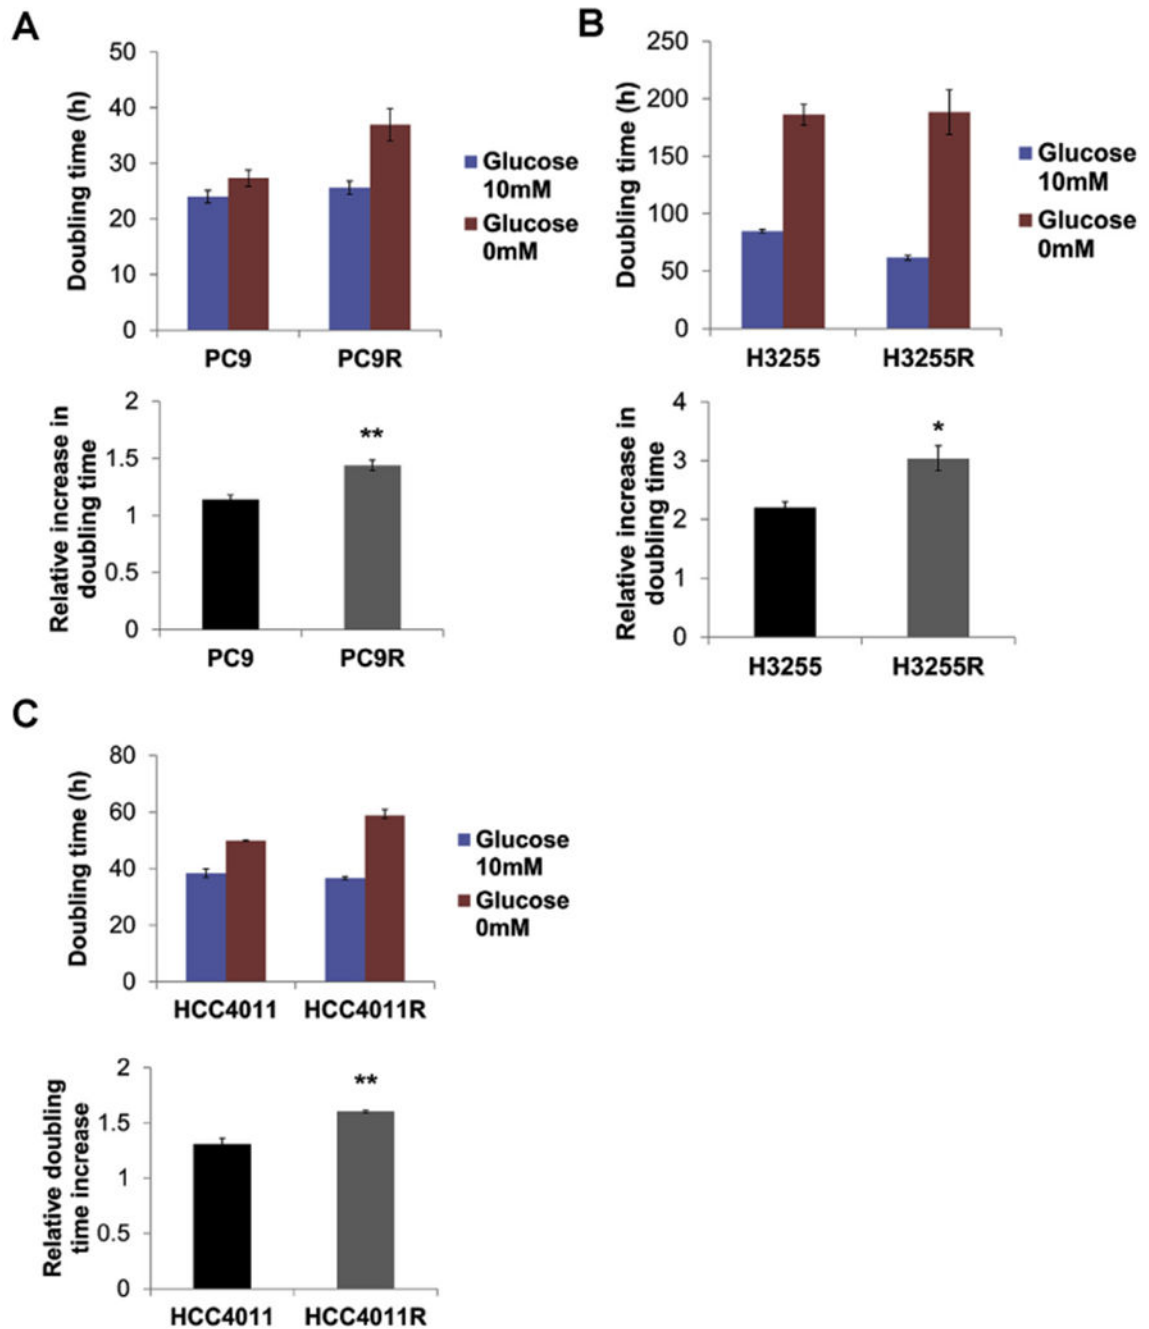 A
50
40
30
20
10
0
Doubling time (h)
PC9
PC9R
Glucose
10mM
Glucose
0mM
2
1.5
1
0.5
0
Relative increase in
doubling time
**
PC9
PC9R
B
250
200
150
100
50
0
Doubling time (h)
H3255
H3255R
Glucose
10mM
Glucose
0mM
4
3
2
1
0
Relative increase in
doubling time
*
H3255
H3255R
C
80
60
40
20
0
Doubling time (h)
HCC4011
HCC4011R
Glucose
10mM
Glucose
0mM
2
1.5
1
0.5
0
Relative doubling
time increase
**
HCC4011
HCC4011R